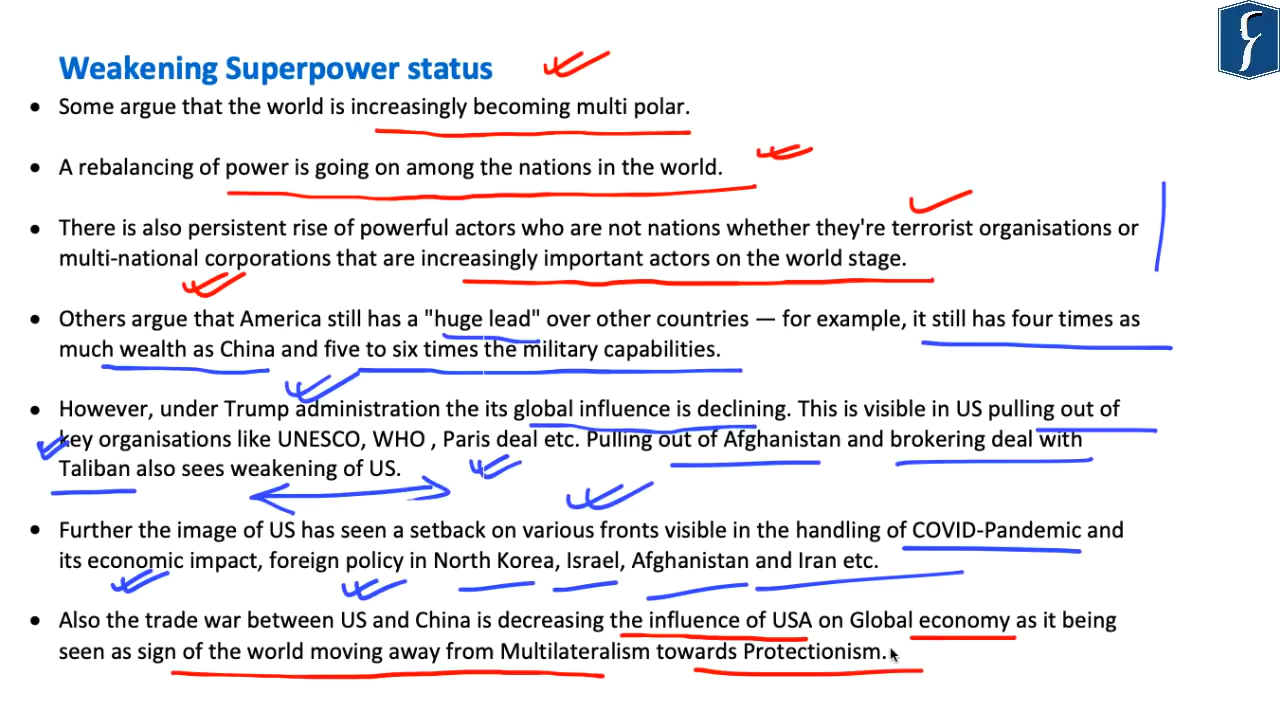 Weakening Superpower status
• Some argue that the world is increasingly becoming multi polar.
• A rebalancing of power is going on among the nations in the world.
• There is also persistent rise of powerful actors who are not nations whether they're terrorist organisations or
multi-national corporations that are increasingly important actors on the world stage.
• Others argue that America still has a "huge lead" over other countries — for example, it still has four times as
much wealth as China and five to six times the military capabilities.
• However, under Trump administration the its global influence is declining. This is visible in US pulling out of
key organisations like UNESCO, WHO , Paris deal etc. Pulling out of Afghanistan and brokering deal with
Taliban also sees weakening of US.
• Further the image of US has seen a setback on various fronts visible in the handling of COVID-Pandemic and
its economic impact, foreign policy in North Korea, Israel, Afghanistan and Iran etc.
• Also the trade war between US and China is decreasing the influence of USA on Global economy as it being
seen as sign of the world moving away from Multilateralism towards Protectionism.